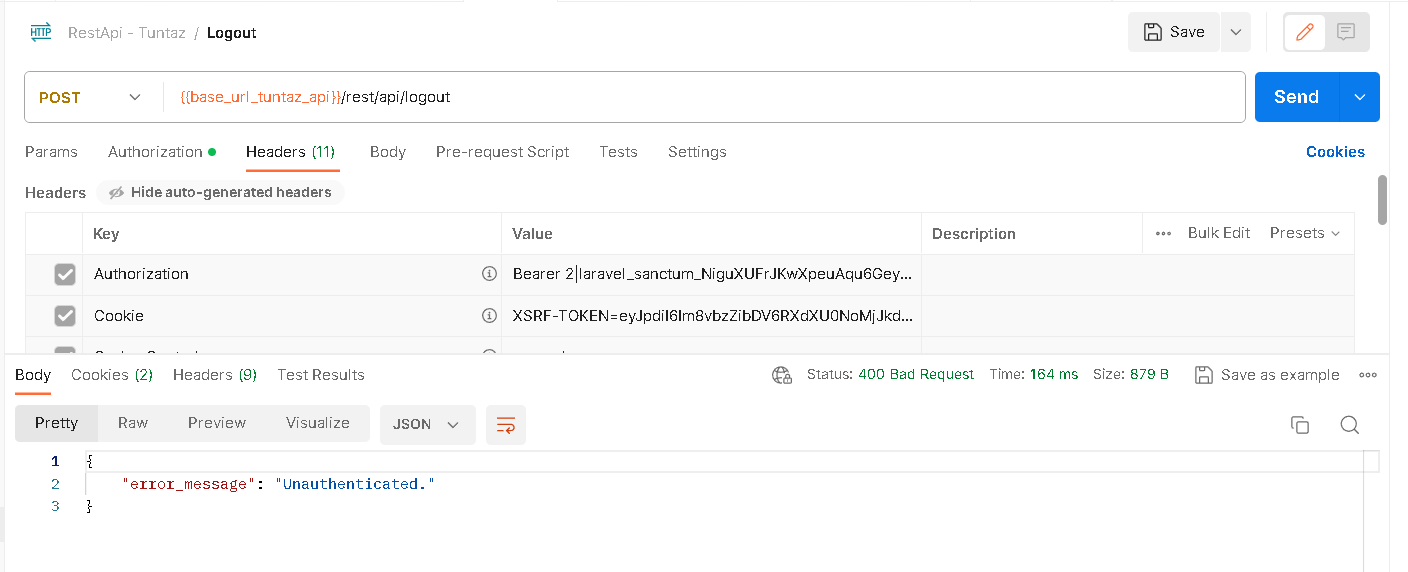 HTTP RestApi - Tuntaz / Logout Save
POST {{base_url_tuntaz_api}}/rest/api/logout Send
Params Authorization Headers (11) Body Pre-request Script Tests Settings Cookies
Headers Hide auto-generated headers
Key Value Description Bulk Edit Presets
Authorization Bearer 2|laravel_sanctum_NiguXUFrJKwXpeuAqu6Gey...
Cookie XSRF-TOKEN=eyJpdiI6Im8vbzZibDV6RXdXU0NoMjJkd...
Body Cookies (2) Headers (9) Test Results Status: 400 Bad Request Time: 164 ms Size: 879 B Save as example
Pretty Raw Preview Visualize JSON
1 {
2 "error_message": "Unauthenticated."
3 }